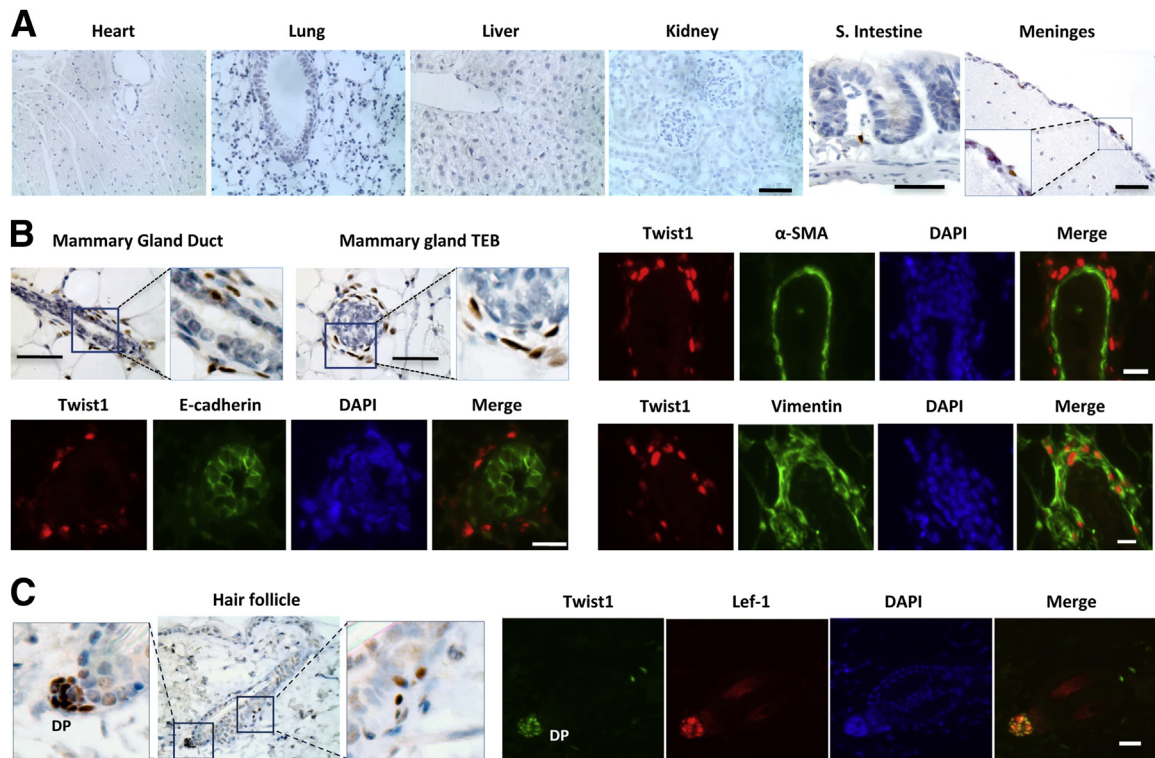 A
Heart Lung Liver Kidney S. Intestine Meninges
B
Mammary Gland Duct Mammary gland TEB
Twist1 α-SMA DAPI Merge
Twist1 E-cadherin DAPI Merge
Twist1 Vimentin DAPI Merge
C
Hair follicle
DP
Twist1 Lef-1 DAPI Merge
DP